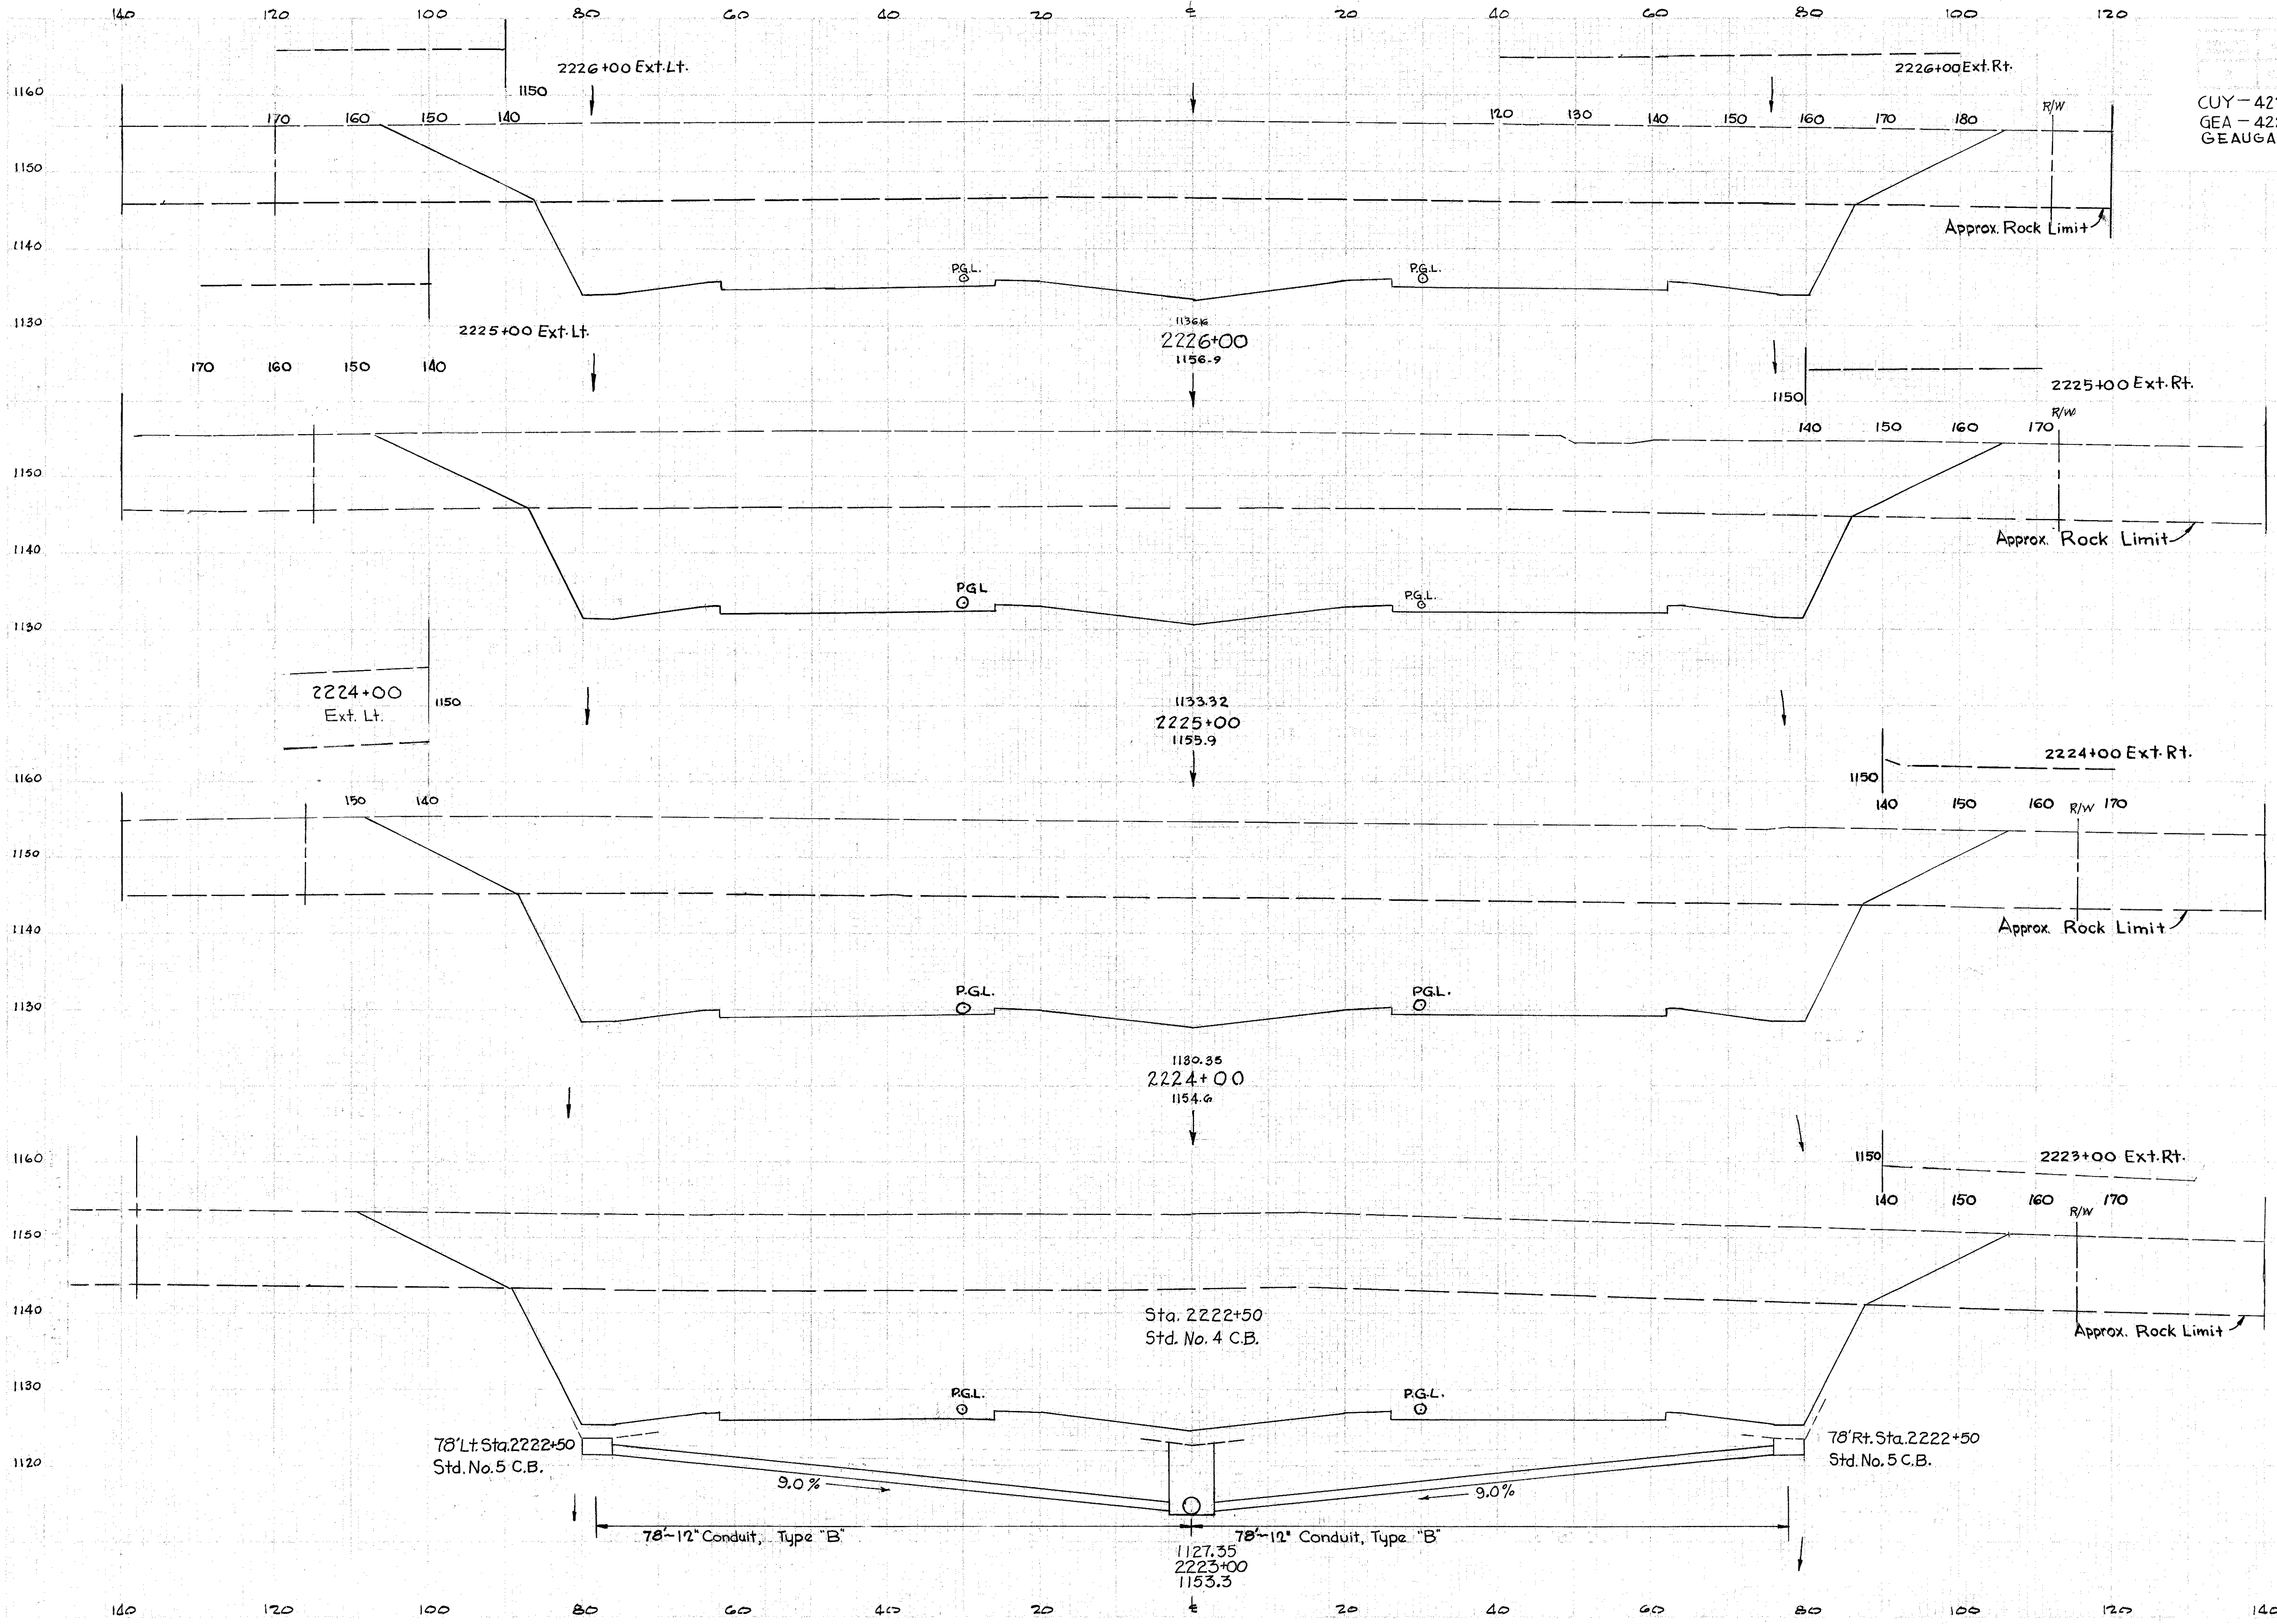 140 120 100 80 60 40 20 ℄ 20 40 60 80 100 120
2226+00 Ext. Lt.
2226+00 Ext. Rt.
1160
1150
R/W
CUY-42
GEA-42
GEAUGA
170 160 150 140
120 130 140 150 160 170 180
1150
Approx. Rock Limit
1140
P.G.L.
P.G.L.
1130
2225+00 Ext. Lt.
2226+00
1156.9
170 160 150 140
1150
2225+00 Ext. Rt.
R/W
140 150 160 170
1150
Approx. Rock Limit
1140
P.G.L
P.G.L.
1130
2224+00
Ext. Lt.
1150
1133.32
2225+00
1155.9
2224+00 Ext. Rt.
1160
1150
150 140
140 150 160 R/W 170
1150
Approx. Rock Limit
1140
P.G.L.
P.G.L.
1130
1130.35
2224+00
1154.6
1160
1150
2223+00 Ext. Rt.
140 150 160 170
R/W
1150
1140
Sta. 2222+50
Std. No. 4 C.B.
Approx. Rock Limit
1130
P.G.L.
P.G.L.
78' Lt. Sta. 2222+50
Std. No. 5 C.B.
78' Rt. Sta. 2222+50
Std. No. 5 C.B.
1120
9.0%
9.0%
78'~12" Conduit, Type "B"
78'~12" Conduit, Type "B"
1127.35
2223+00
1153.3
140 120 100 80 60 40 20 ℄ 20 40 60 80 100 120 140